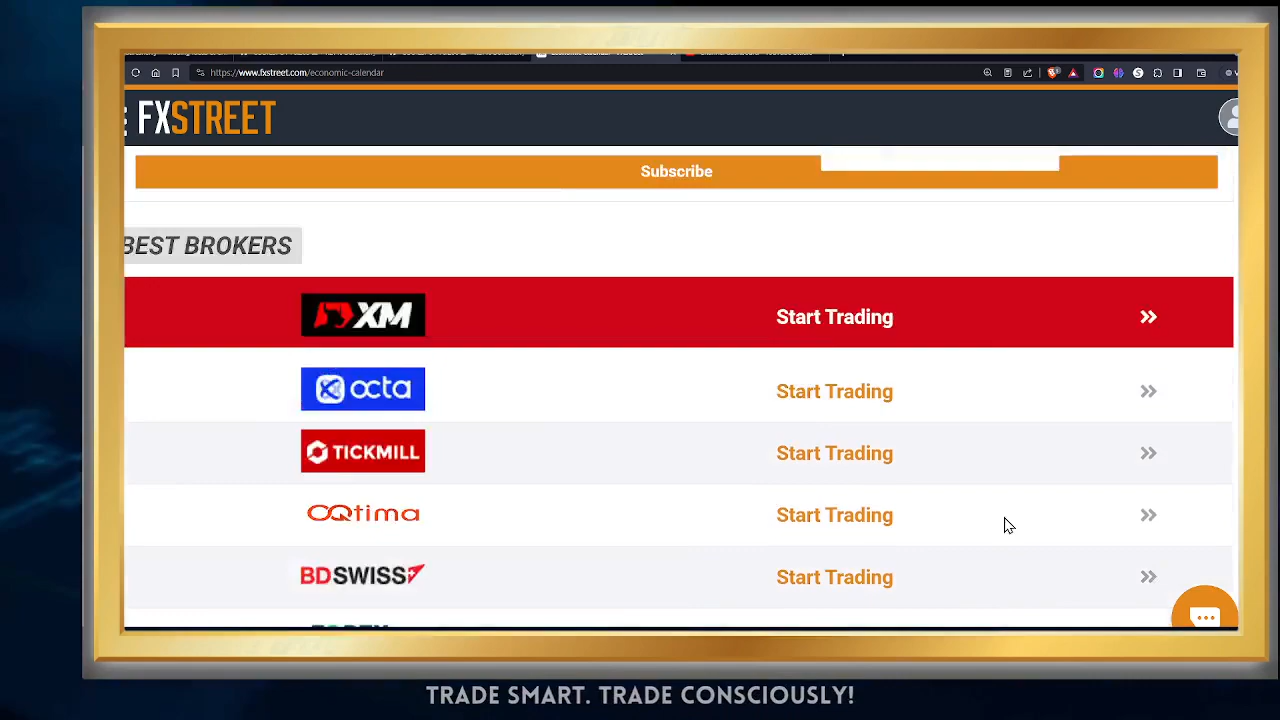 https://www.fxstreet.com/economic-calendar
FXSTREET
Subscribe
BEST BROKERS
XM Start Trading
octa Start Trading
TICKMILL Start Trading
OQtima Start Trading
BDSWISS Start Trading
TRADE SMART. TRADE CONSCIOUSLY!